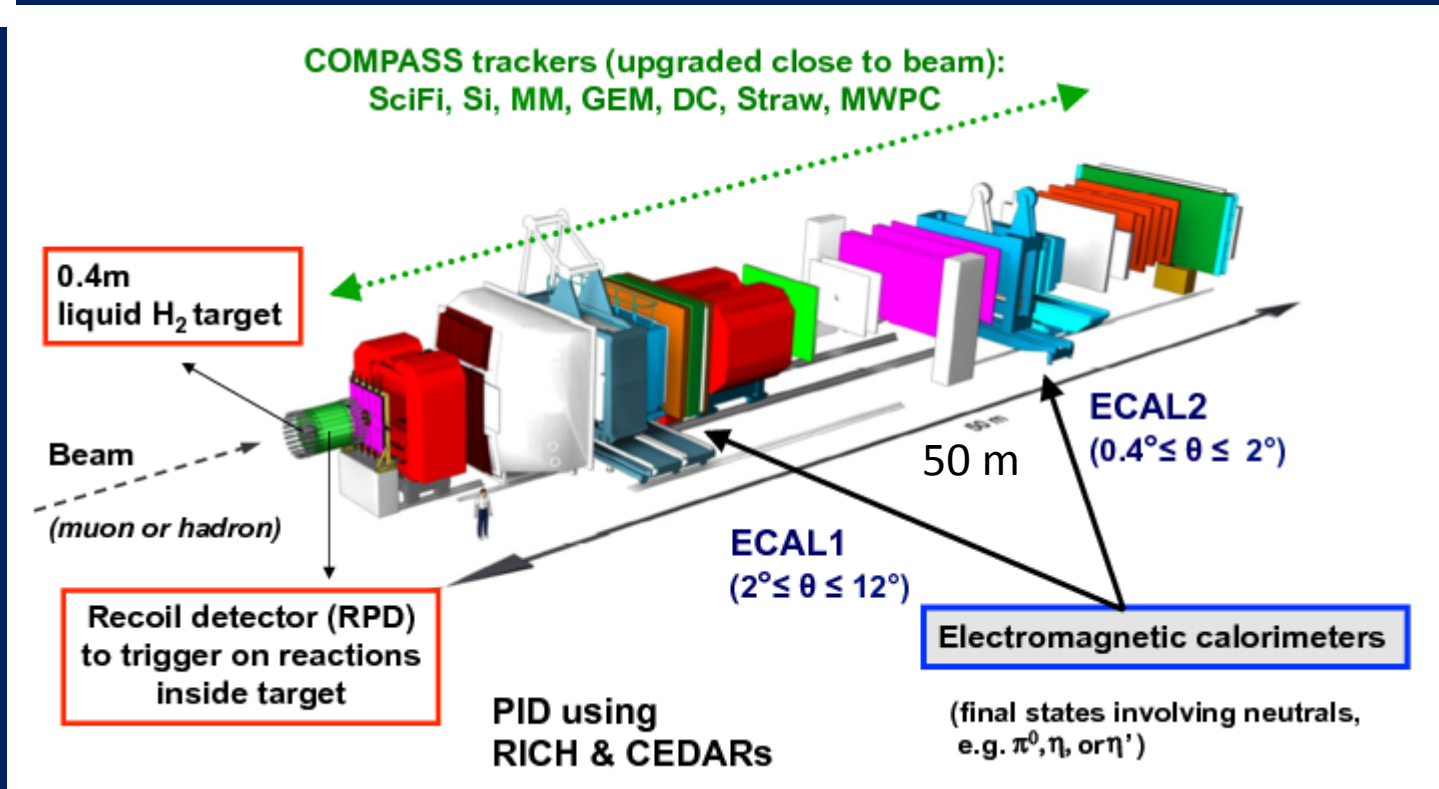 COMPASS trackers (upgraded close to beam):
SciFi, Si, MM, GEM, DC, Straw, MWPC
0.4m
liquid H₂ target
Beam
(muon or hadron)
Recoil detector (RPD)
to trigger on reactions
inside target
PID using
RICH & CEDARs
ECAL1
(2°≤ θ ≤ 12°)
50 m
ECAL2
(0.4°≤ θ ≤ 2°)
Electromagnetic calorimeters
(final states involving neutrals,
e.g. π⁰,η, or η’)